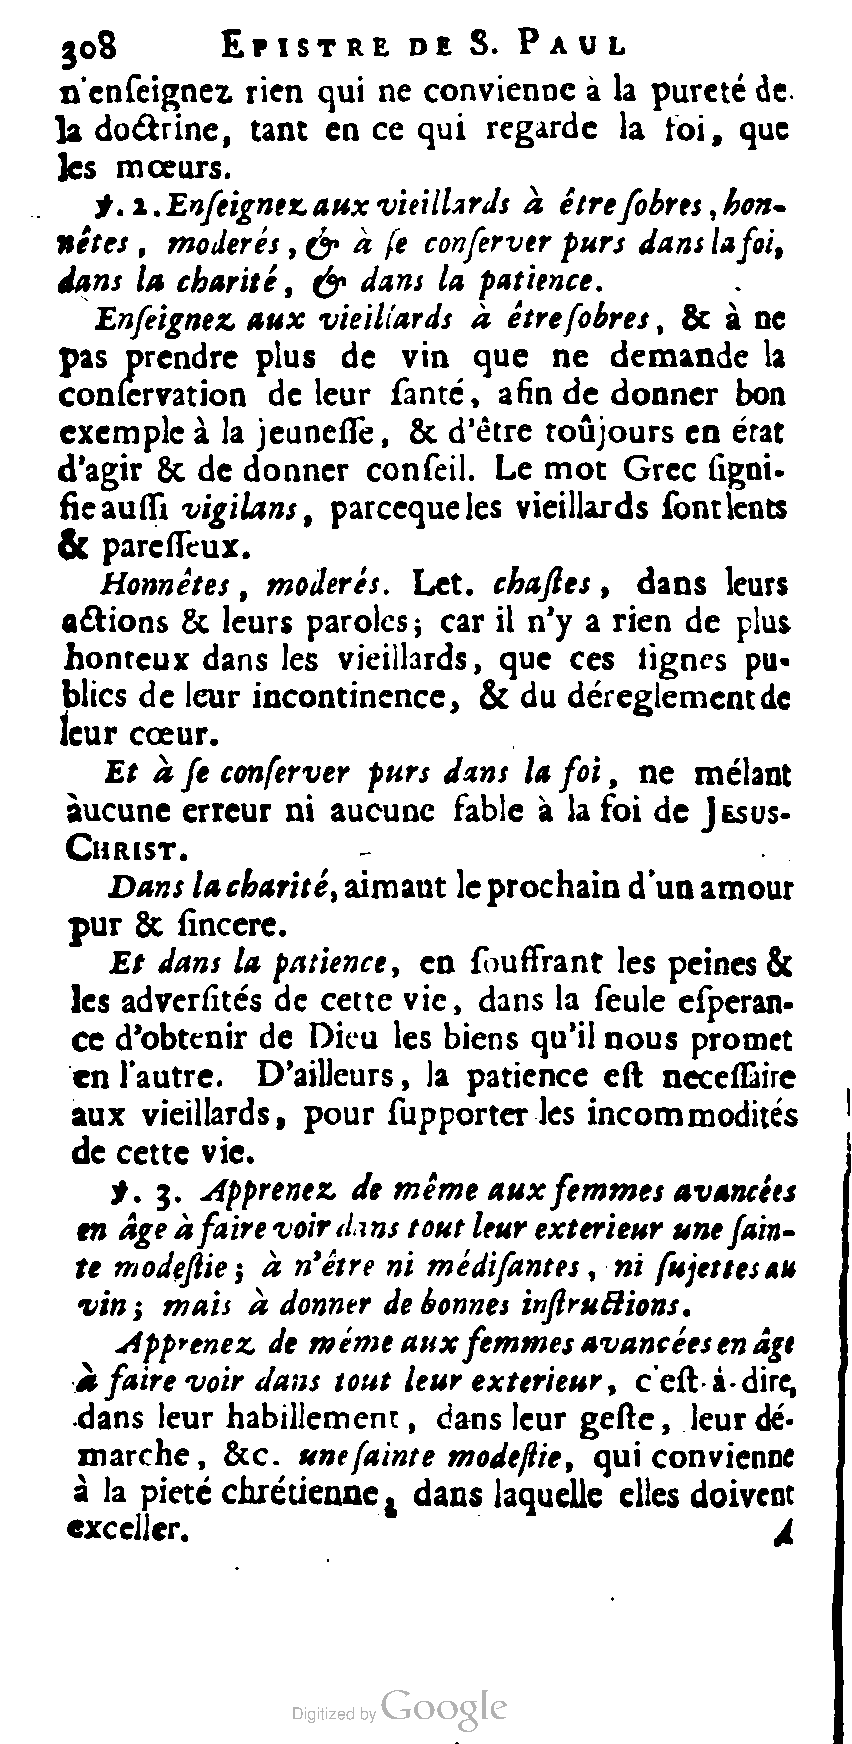 308 EPISTRE DE S. PAUL
n'enſeignez rien qui ne convienne à la pureté de
la doctrine, tant en ce qui regarde la foi, que
les mœurs.
℣. 2. Enſeignez aux vieillards à être ſobres, hon-
nêtes, moderés, & à ſe conſerver purs dans la foi,
dans la charité, & dans la patience.
Enſeignez aux vieillards à être ſobres, & à ne
pas prendre plus de vin que ne demande la
conſervation de leur ſanté, afin de donner bon
exemple à la jeuneſſe, & d'être toûjours en état
d'agir & de donner conſeil. Le mot Grec ſigni-
fie auſſi vigilans, parceque les vieillards ſont lents
& pareſſeux.
Honnêtes, moderés. Let. chaſtes, dans leurs
actions & leurs paroles; car il n'y a rien de plus
honteux dans les vieillards, que ces ſignes pu-
blics de leur incontinence, & du déreglement de
leur cœur.
Et à ſe conſerver purs dans la foi, ne mélant
aucune erreur ni aucune fable à la foi de JESUS-
CHRIST.
Dans la charité, aimant le prochain d'un amour
pur & ſincere.
Et dans la patience, en ſouffrant les peines &
les adverſités de cette vie, dans la ſeule eſperan-
ce d'obtenir de Dieu les biens qu'il nous promet
en l'autre. D'ailleurs, la patience eſt neceſſaire
aux vieillards, pour ſupporter les incommodités
de cette vie.
℣. 3. Apprenez de même aux femmes avancées
en âge à faire voir dans tout leur exterieur une ſain-
te modeſtie; à n'être ni médiſantes, ni ſujettes au
vin; mais à donner de bonnes inſtructions.
Apprenez de méme aux femmes avancées en âge
à faire voir dans tout leur exterieur, c'eſt-à-dire,
dans leur habillement, dans leur geſte, leur dé-
marche, &c. une ſainte modeſtie, qui convienne
à la pieté chrétienne, dans laquelle elles doivent
exceller. A
Digitized by Google